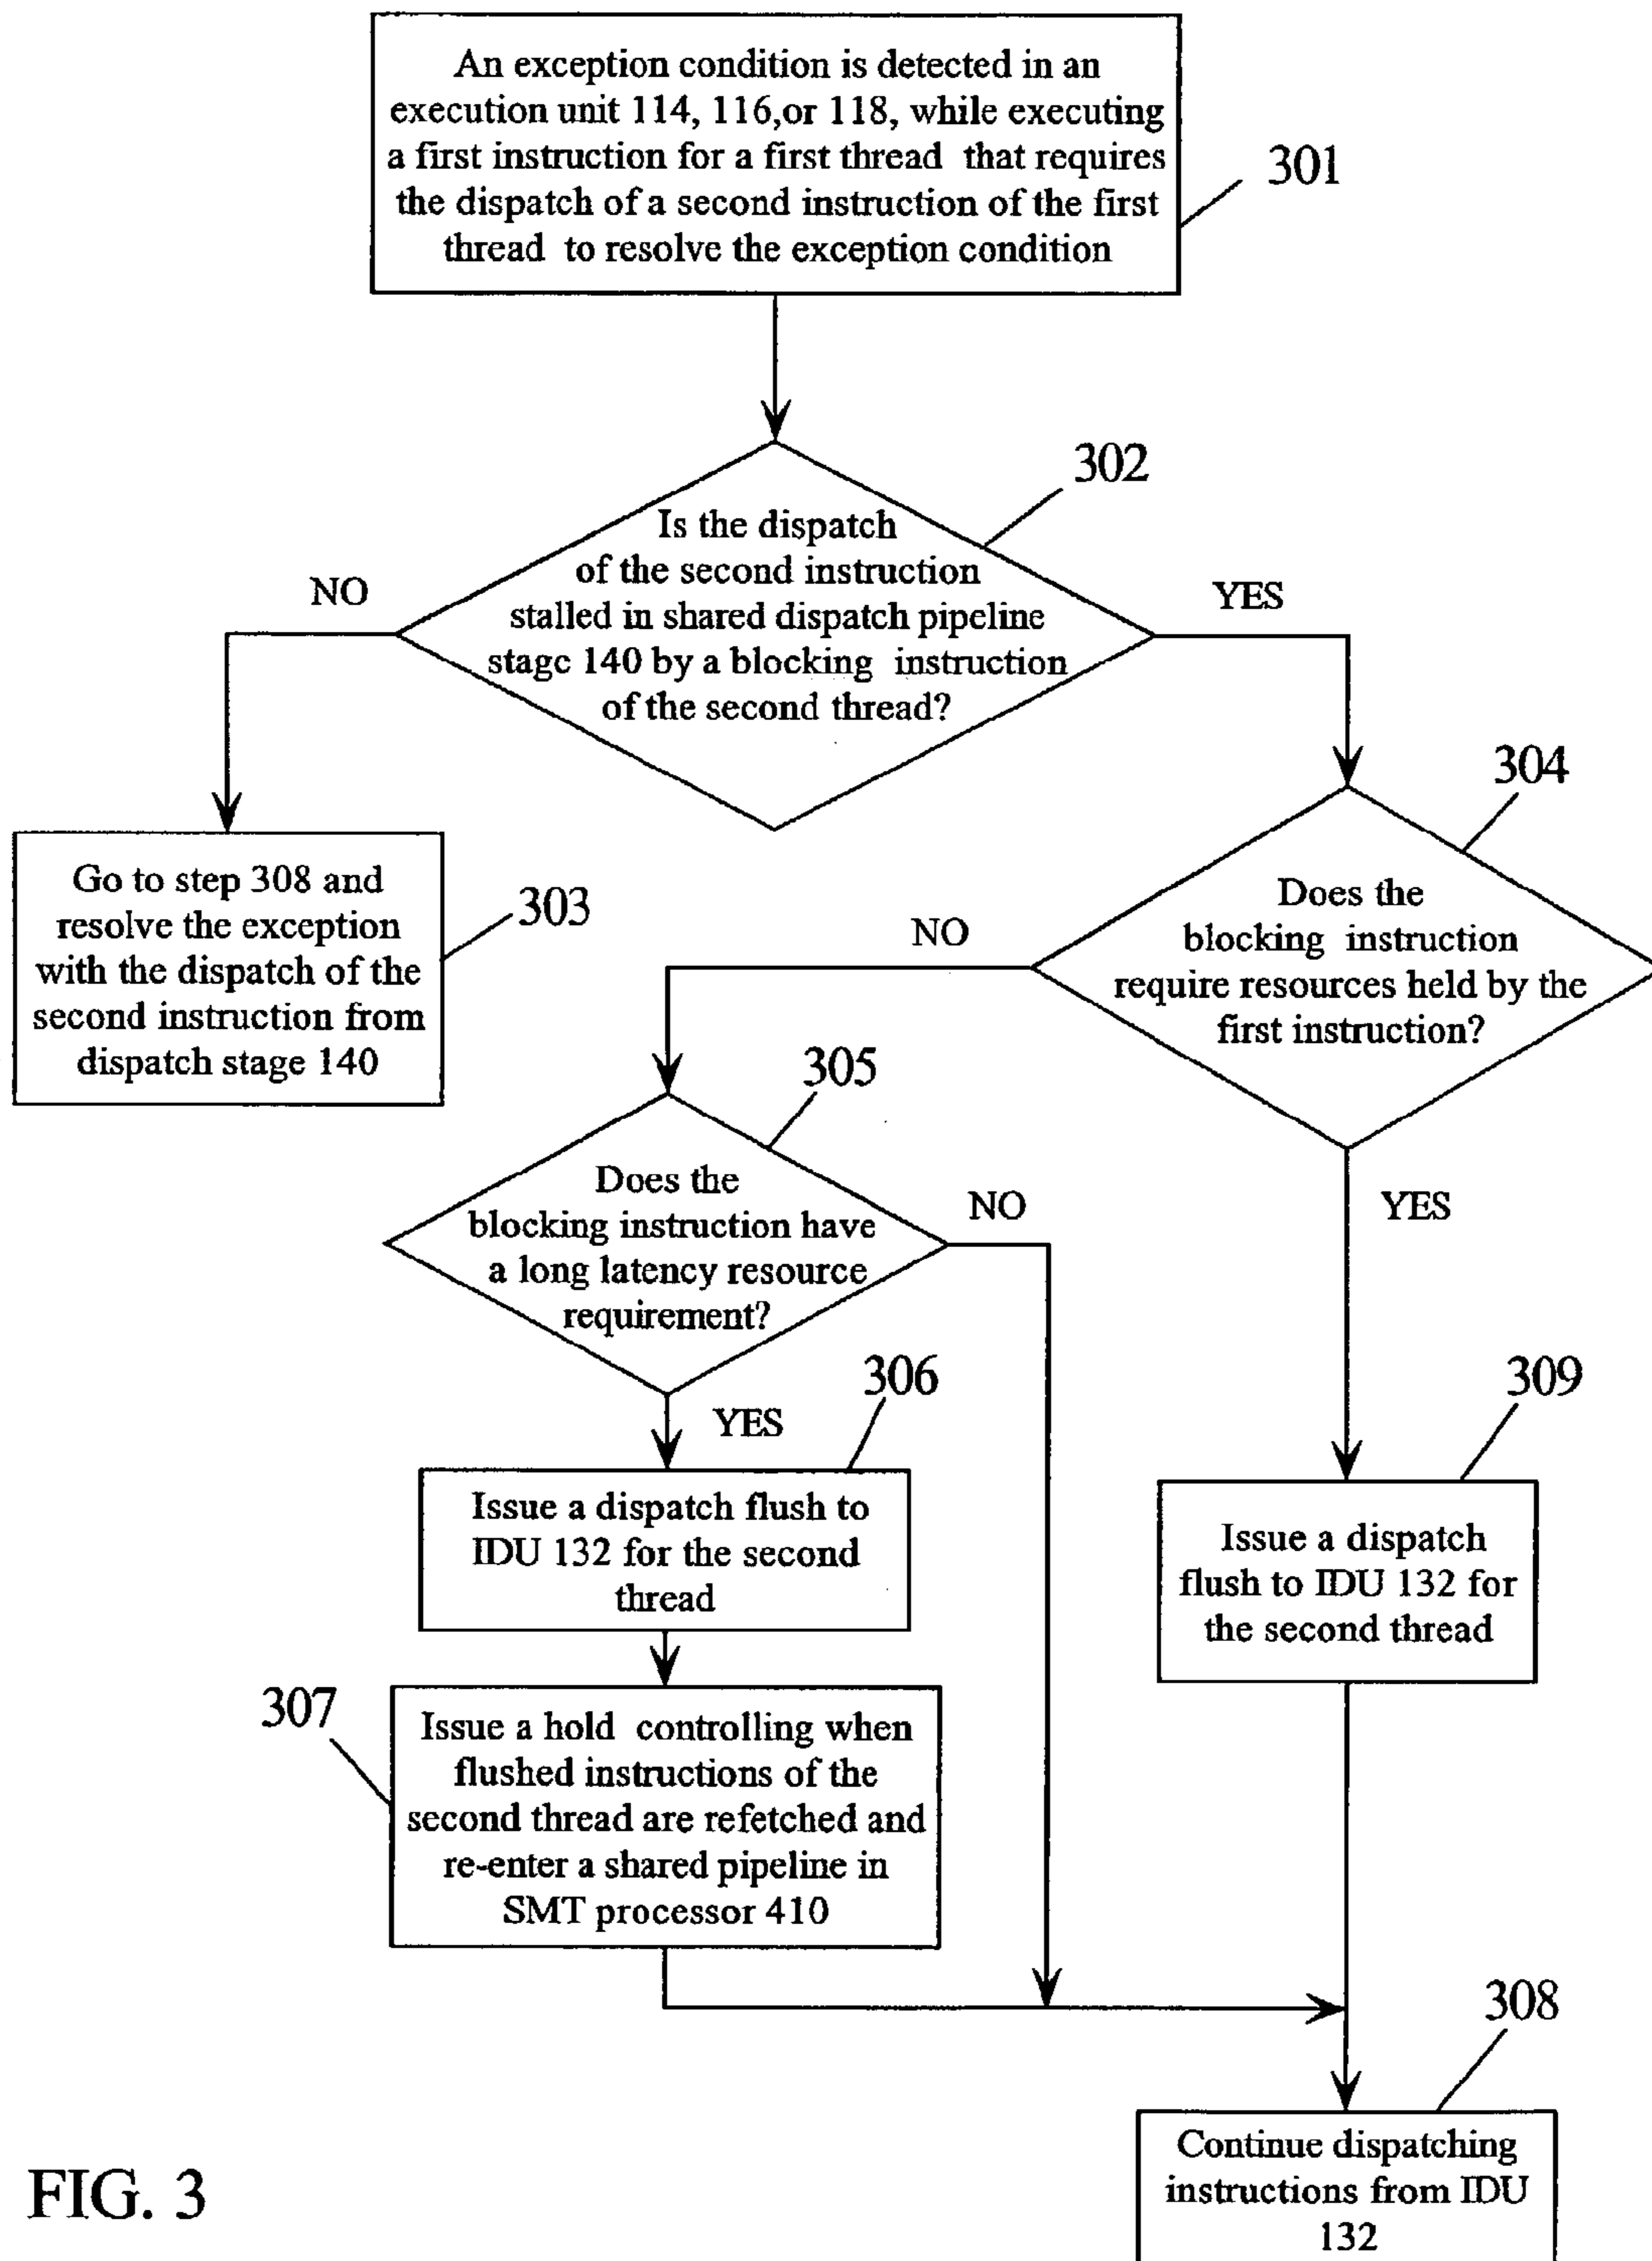 An exception condition is detected in an
execution unit 114, 116,or 118, while executing
a first instruction for a first thread that requires
the dispatch of a second instruction of the first
thread to resolve the exception condition
301
302
Is the dispatch
of the second instruction
stalled in shared dispatch pipeline
stage 140 by a blocking instruction
of the second thread?
NO
YES
303
Go to step 308 and
resolve the exception
with the dispatch of the
second instruction from
dispatch stage 140
304
Does the
blocking instruction
require resources held by the
first instruction?
NO
YES
305
Does the
blocking instruction have
a long latency resource
requirement?
NO
YES
306
Issue a dispatch flush to
IDU 132 for the second
thread
309
Issue a dispatch
flush to IDU 132 for
the second thread
307
Issue a hold controlling when
flushed instructions of the
second thread are refetched and
re-enter a shared pipeline in
SMT processor 410
308
Continue dispatching
instructions from IDU
132
FIG. 3